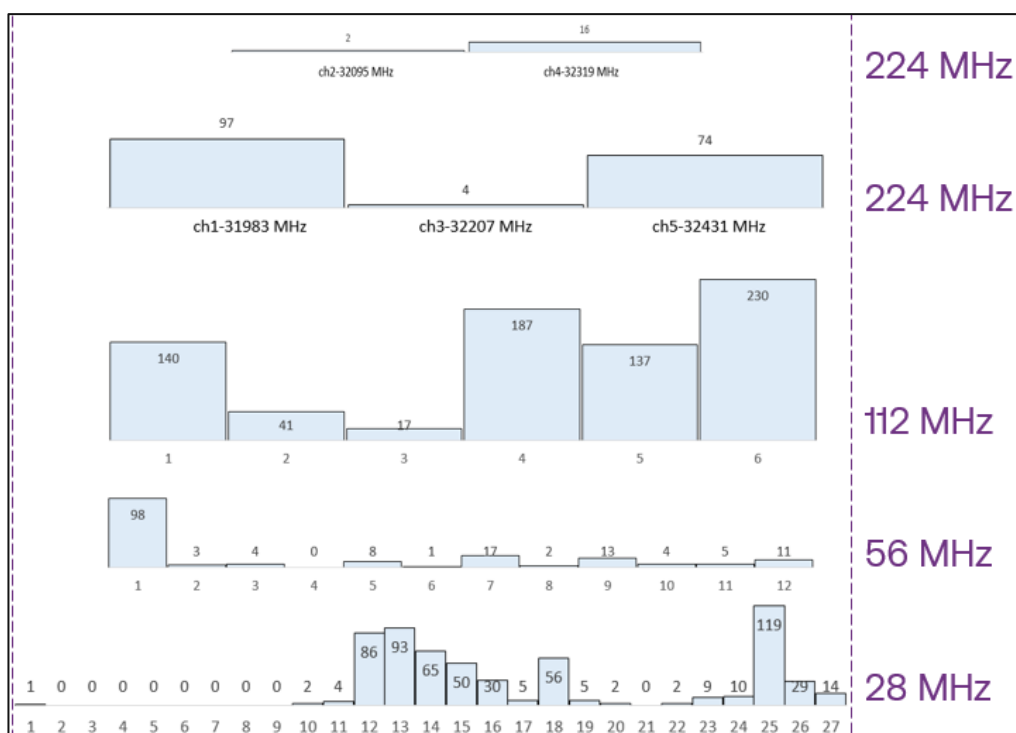 2 16
ch2-32095 MHz ch4-32319 MHz
224 MHz
97 4 74
ch1-31983 MHz ch3-32207 MHz ch5-32431 MHz
224 MHz
140 41 17 187 137 230
1 2 3 4 5 6
112 MHz
98 3 4 0 8 1 17 2 13 4 5 11
1 2 3 4 5 6 7 8 9 10 11 12
56 MHz
1 0 0 0 0 0 0 0 0 2 4 86 93 65 50 30 5 56 5 2 0 2 9 10 119 29 14
1 2 3 4 5 6 7 8 9 10 11 12 13 14 15 16 17 18 19 20 21 22 23 24 25 26 27
28 MHz